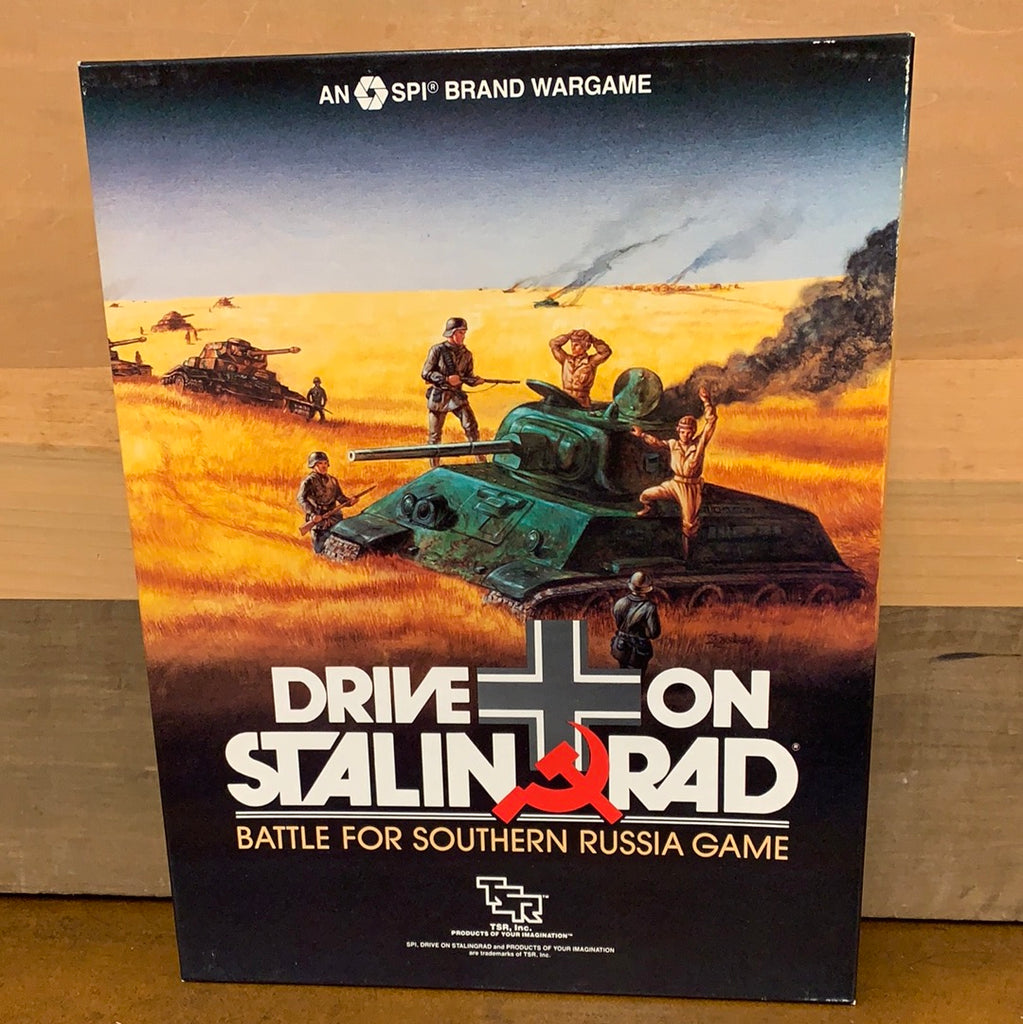 AN SPI® BRAND WARGAME
DRIVE ON
STALINGRAD®
BATTLE FOR SOUTHERN RUSSIA GAME
TSR™
TSR, Inc.
PRODUCTS OF YOUR IMAGINATION™
SPI, DRIVE ON STALINGRAD and PRODUCTS OF YOUR IMAGINATION
are trademarks of TSR, Inc.